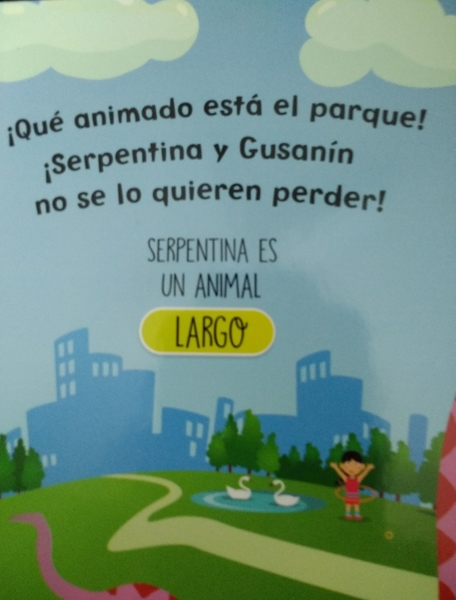 ¡Qué animado está el parque!
¡Serpentina y Gusanín
no se lo quieren perder!
SERPENTINA ES
UN ANIMAL
LARGO